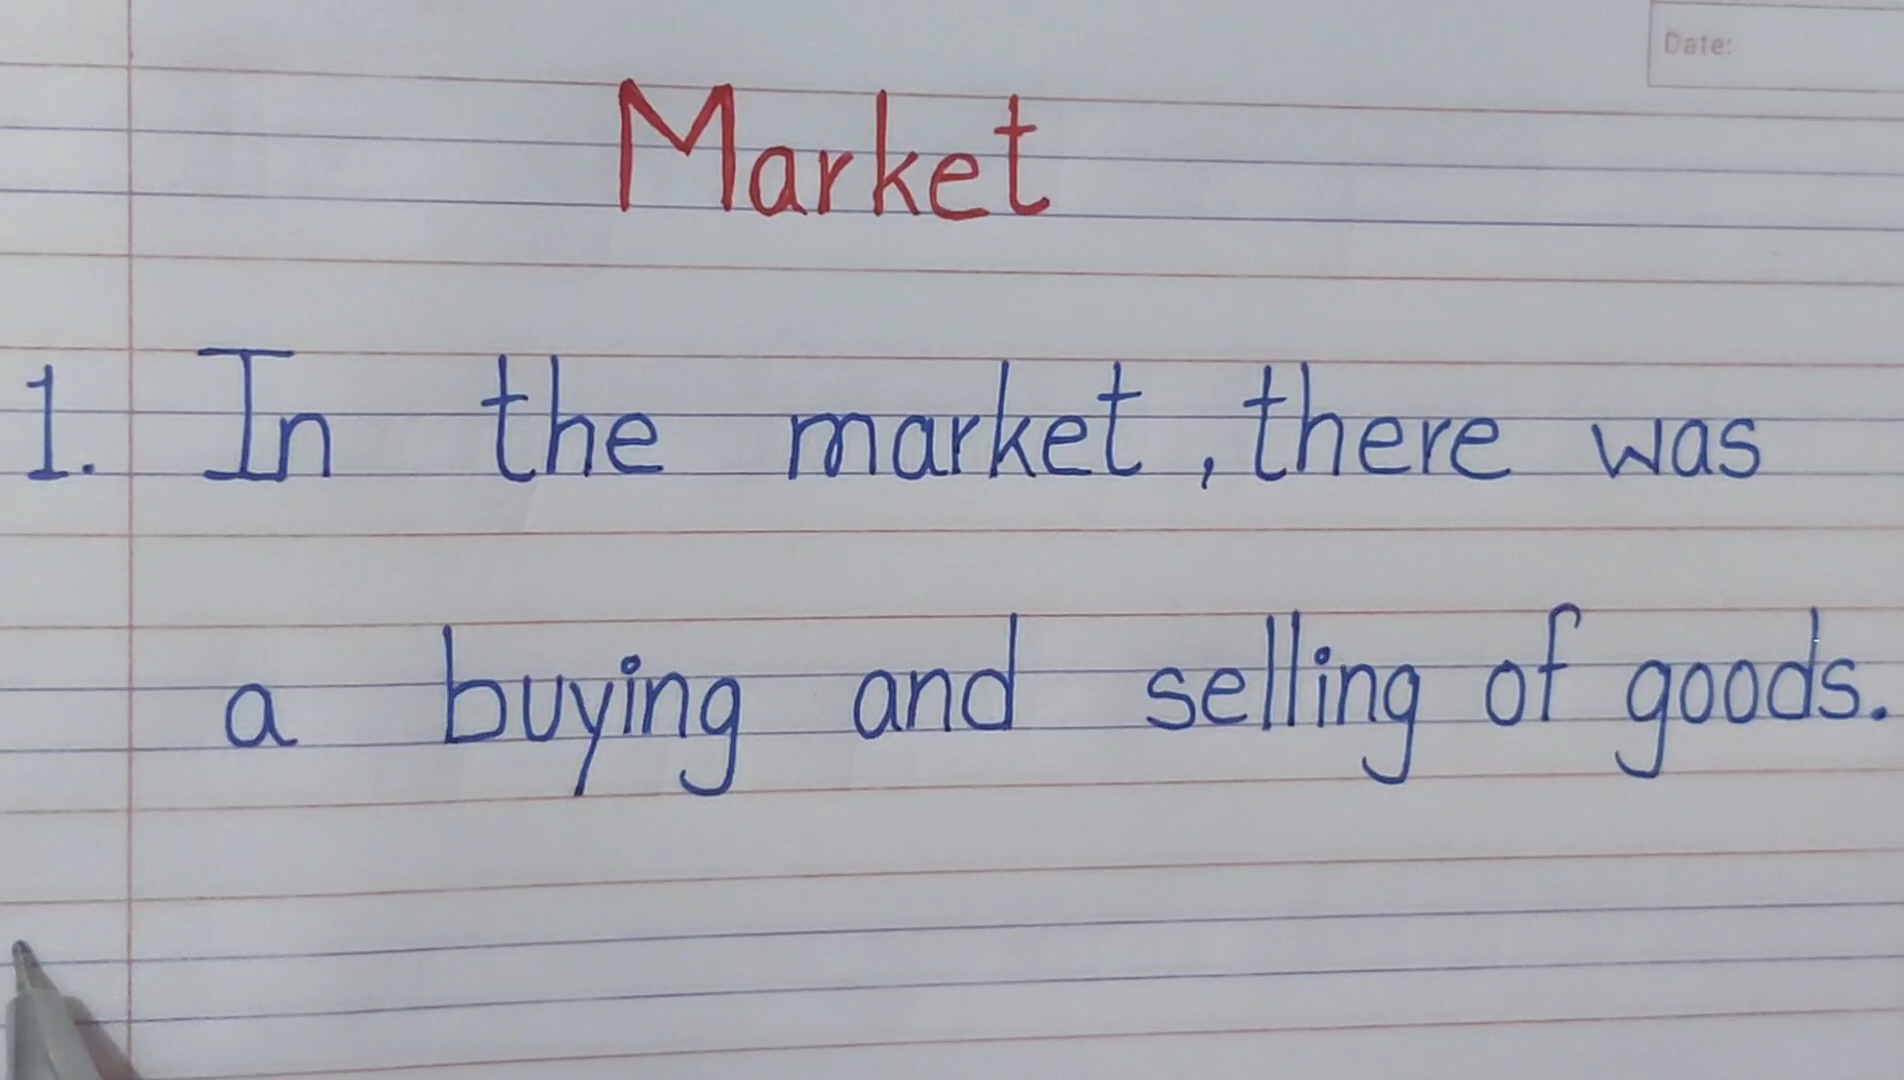 Date:
Market
1. In the market, there was
a buying and selling of goods.